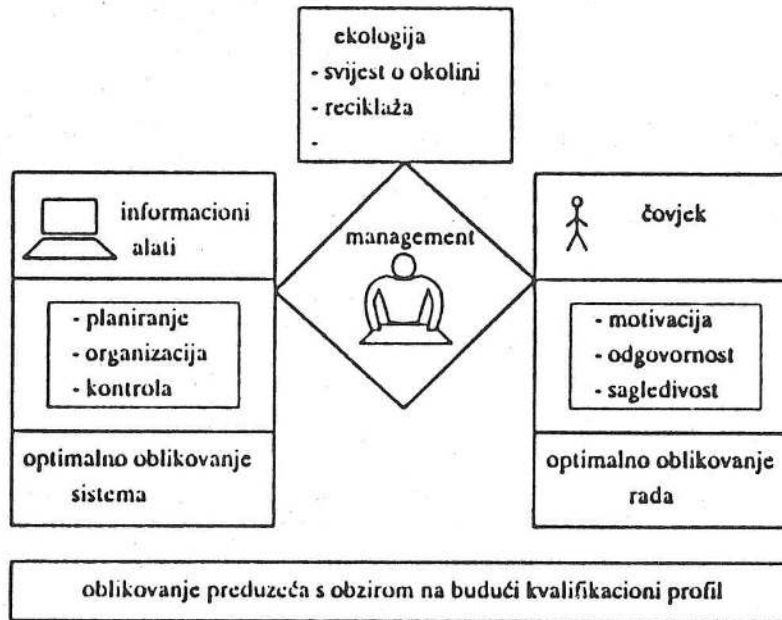 ekologija
- svijest o okolini
- reciklaža
-
informacioni
alati
management
čovjek
- planiranje
- organizacija
- kontrola
- motivacija
- odgovornost
- sagledivost
optimalno oblikovanje
sistema
optimalno oblikovanje
rada
oblikovanje preduzeća s obzirom na budući kvalifikacioni profil